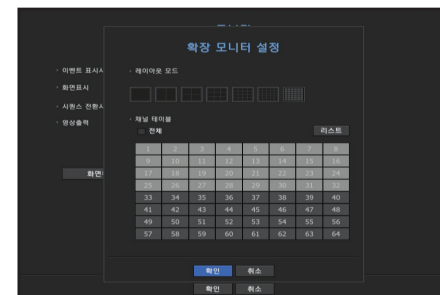 확장 모니터 설정
· 이벤트 표시시
· 화면표시
· 시퀀스 전환시
· 영상출력
화면
· 레이아웃 모드
· 채널 테이블
전체
리스트
1 2 3 4 5 6 7 8
9 10 11 12 13 14 15 16
17 18 19 20 21 22 23 24
25 26 27 28 29 30 31 32
33 34 35 36 37 38 39 40
41 42 43 44 45 46 47 48
49 50 51 52 53 54 55 56
57 58 59 60 61 62 63 64
확인 취소
확인 취소